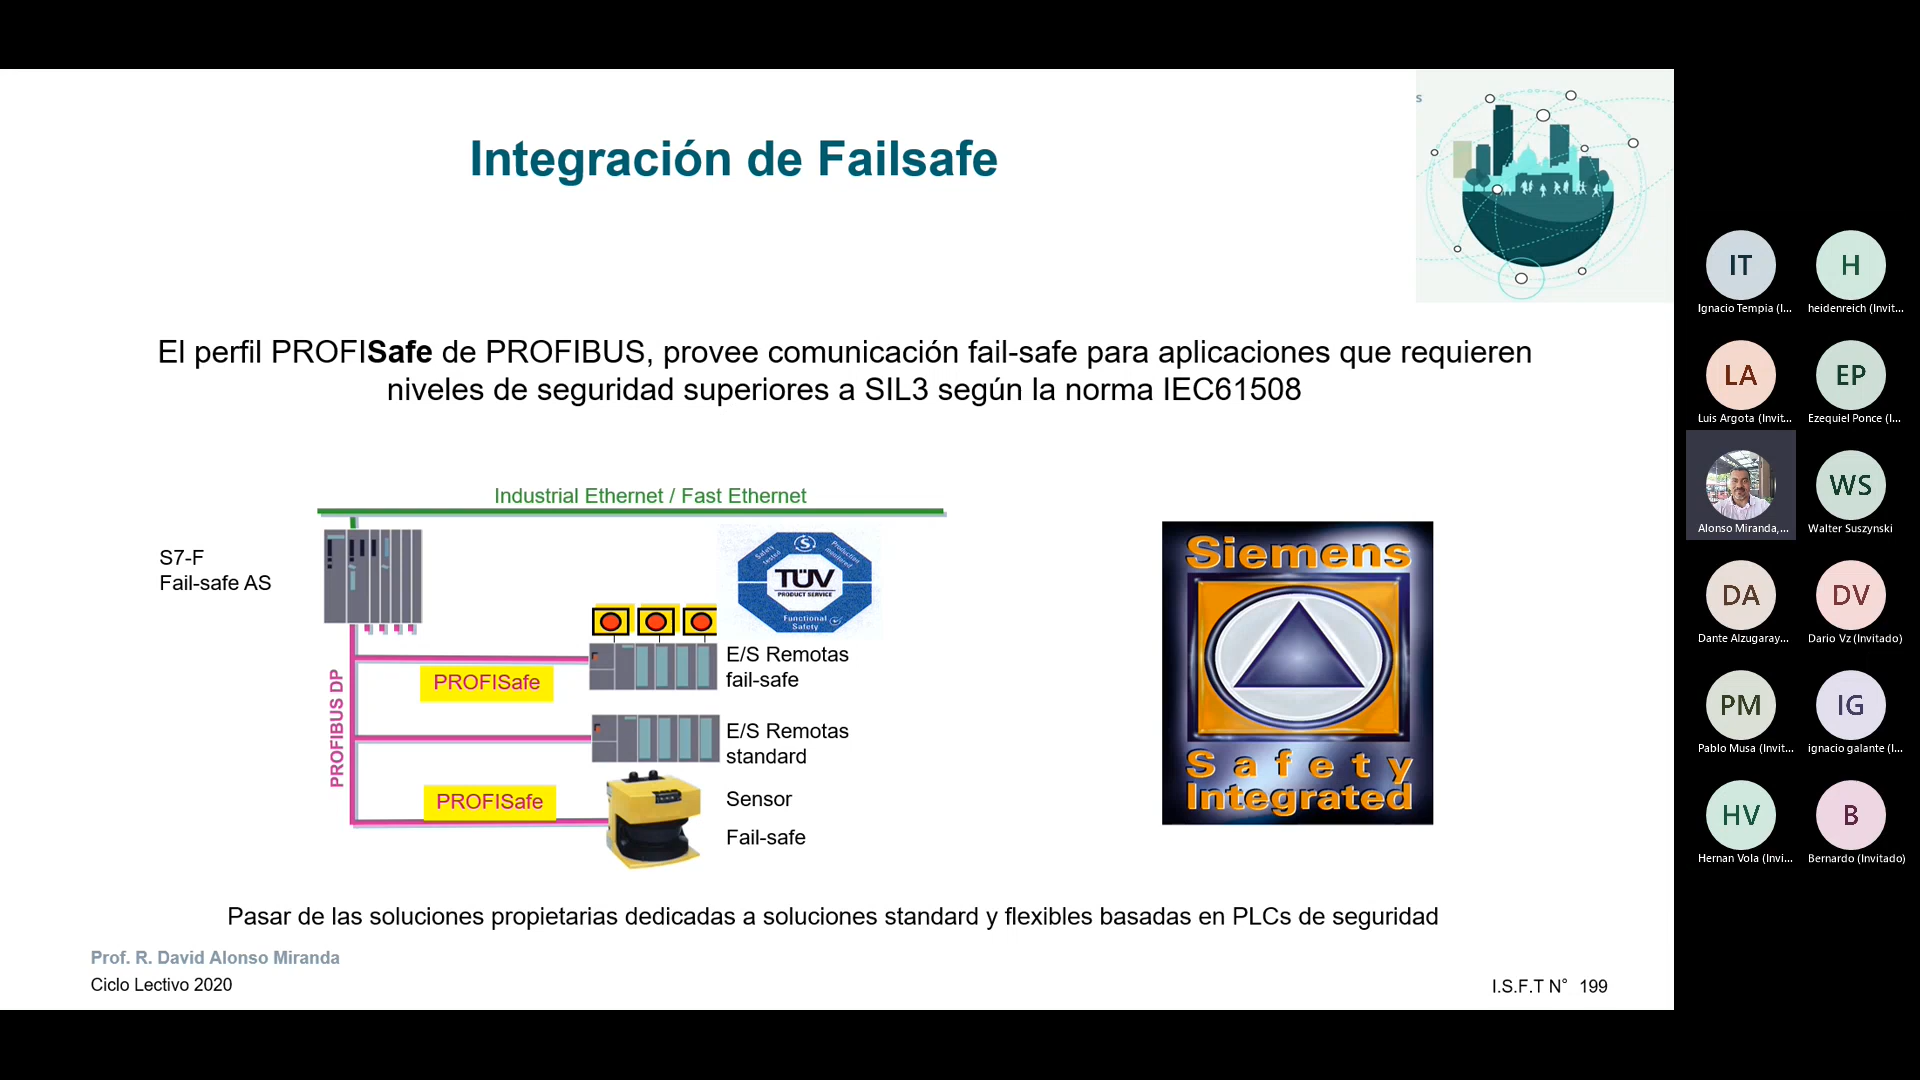 s
Integración de Failsafe
El perfil PROFISafe de PROFIBUS, provee comunicación fail-safe para aplicaciones que requieren
niveles de seguridad superiores a SIL3 según la norma IEC61508
Industrial Ethernet / Fast Ethernet
S7-F
Fail-safe AS
PROFIBUS DP
PROFISafe
PROFISafe
Safety tested
S
Production monitored
TÜV
PRODUCT SERVICE
Functional
Safety
E/S Remotas
fail-safe
E/S Remotas
standard
Sensor
Fail-safe
Siemens
Safety
Integrated
Pasar de las soluciones propietarias dedicadas a soluciones standard y flexibles basadas en PLCs de seguridad
Prof. R. David Alonso Miranda
Ciclo Lectivo 2020
I.S.F.T N° 199
IT
Ignacio Tempia (I...
H
heidenreich (Invit...
LA
Luis Argota (Invit...
EP
Ezequiel Ponce (I...
Alonso Miranda,...
WS
Walter Suszynski
DA
Dante Alzugaray...
DV
Dario Vz (Invitado)
PM
Pablo Musa (Invit...
IG
ignacio galante (I...
HV
Hernan Vola (Invi...
B
Bernardo (Invitado)